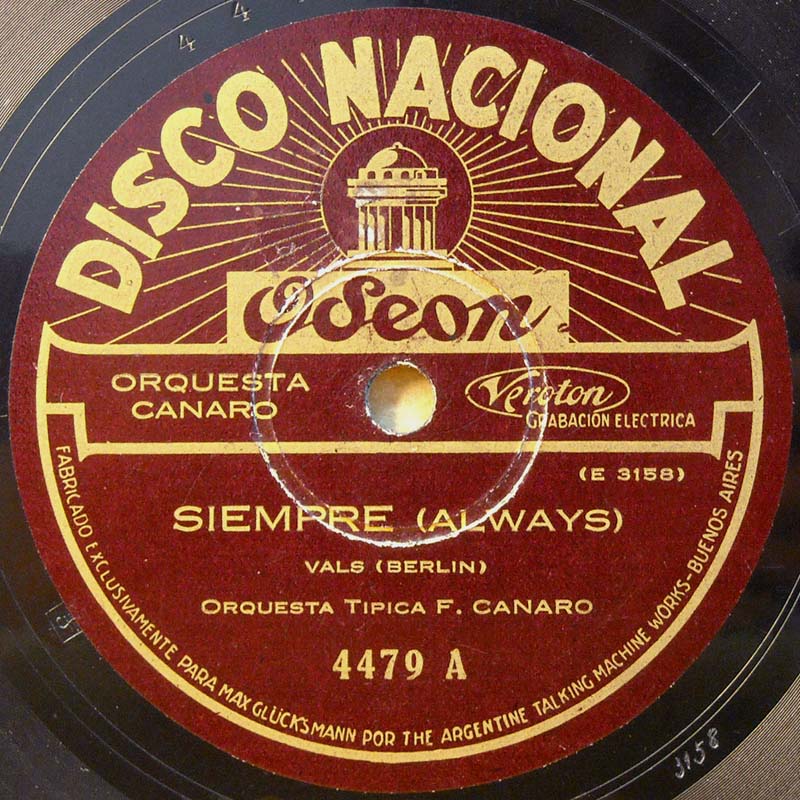 DISCO NACIONAL
Odeon
ORQUESTA
CANARO
Veroton
GRABACIÓN ELECTRICA
(E 3158)
SIEMPRE (ALWAYS)
VALS (BERLIN)
ORQUESTA TIPICA F. CANARO
4479 A
FABRICADO EXCLUSIVAMENTE PARA MAX GLÜCKSMANN POR THE ARGENTINE TALKING MACHINE WORKS-BUENOS AIRES
3158